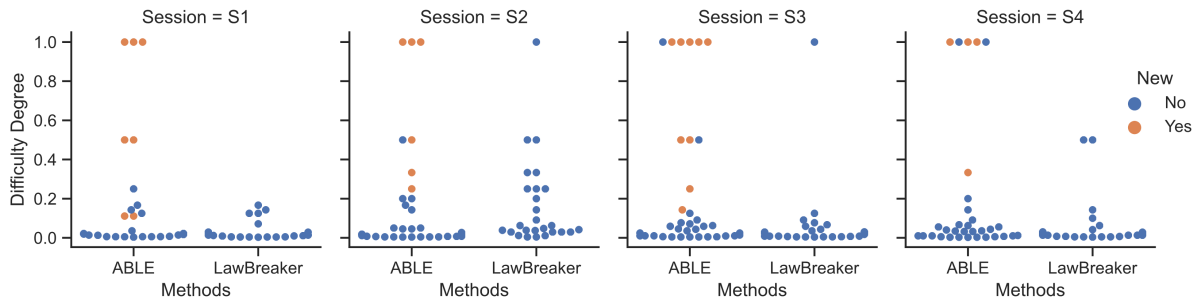 Session = S1
Session = S2
Session = S3
Session = S4
Difficulty Degree
1.0
0.8
0.6
0.4
0.2
0.0
ABLE
LawBreaker
ABLE
LawBreaker
ABLE
LawBreaker
ABLE
LawBreaker
Methods
Methods
Methods
Methods
New
No
Yes